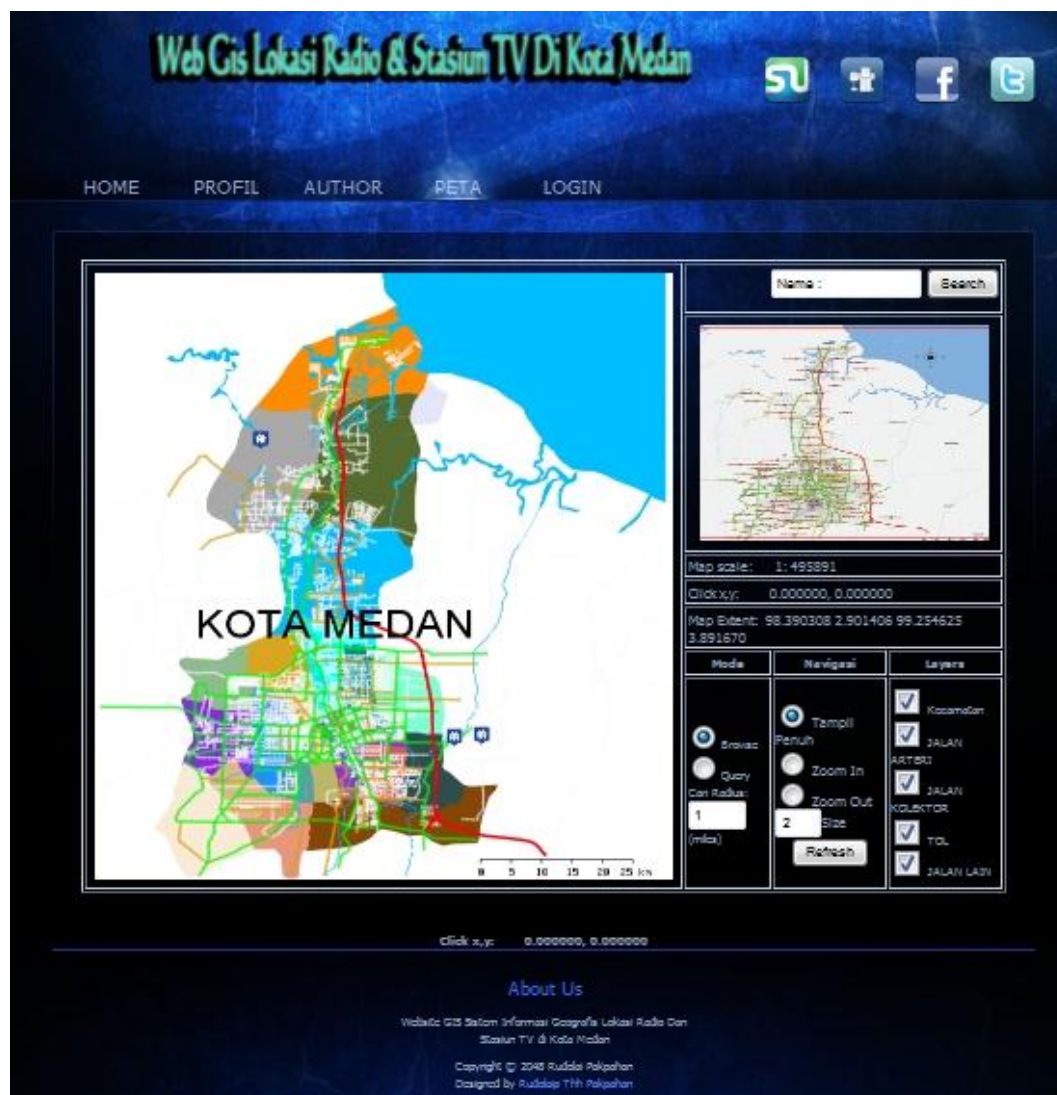 Web Gis Lokasi Radio & Stasiun TV Di Kota Medan
HOME PROFIL AUTHOR PETA LOGIN
Name : Search
KOTA MEDAN
0 5 10 15 20 25 km
Map scale: 1: 495891
Click x,y: 0.000000, 0.000000
Map Extent: 98.390308 2.901406 99.254625
3.891670
Mode Navigasi Layers
Browse
Query
Cari Radius:
1
(miles)
Tampil
Penuh
Zoom In
Zoom Out
2 Size
Refresh
Kecamatan
JALAN
ARTERI
JALAN
KOLEKTOR
TOL
JALAN LAIN
Click x,y: 0.000000, 0.000000
About Us
Website GIS Sistem Informasi Geografis Lokasi Radio Dan
Stasiun TV di Kota Medan
Copyright © Pakpahan
Designed by Pakpahan